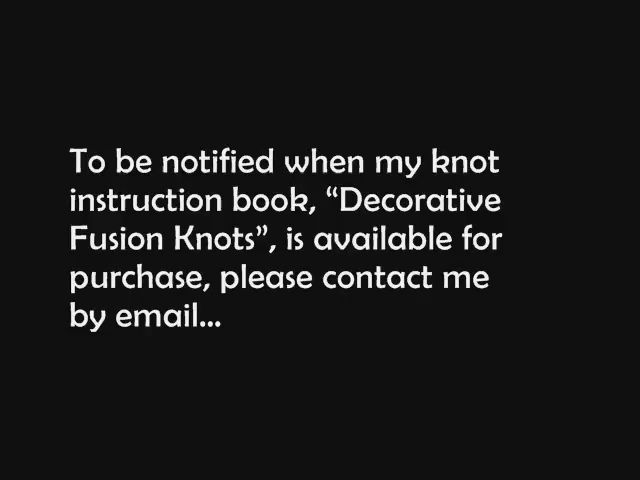 To be notified when my knot
instruction book, “Decorative
Fusion Knots”, is available for
purchase, please contact me
by email...